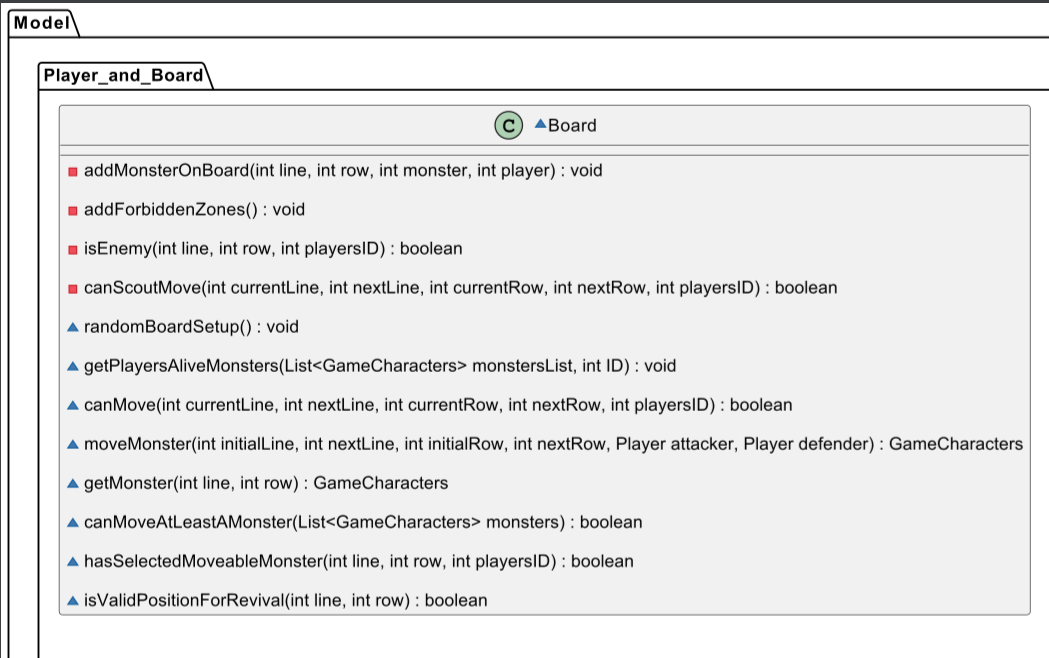 Model
Player_and_Board
C Board
addMonsterOnBoard(int line, int row, int monster, int player) : void
addForbiddenZones() : void
isEnemy(int line, int row, int playersID) : boolean
canScoutMove(int currentLine, int nextLine, int currentRow, int nextRow, int playersID) : boolean
randomBoardSetup() : void
getPlayersAliveMonsters(List<GameCharacters> monstersList, int ID) : void
canMove(int currentLine, int nextLine, int currentRow, int nextRow, int playersID) : boolean
moveMonster(int initialLine, int nextLine, int initialRow, int nextRow, Player attacker, Player defender) : GameCharacters
getMonster(int line, int row) : GameCharacters
canMoveAtLeastAMonster(List<GameCharacters> monsters) : boolean
hasSelectedMoveableMonster(int line, int row, int playersID) : boolean
isValidPositionForRevival(int line, int row) : boolean